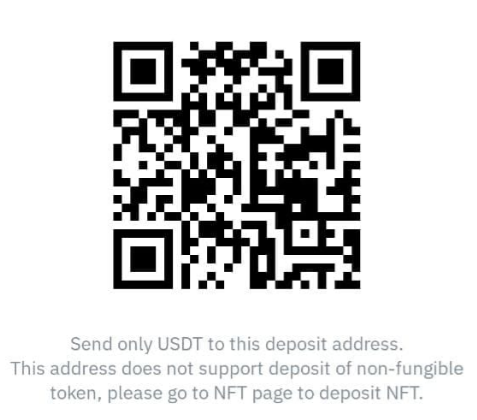 Send only USDT to this deposit address.
This address does not support deposit of non-fungible
token, please go to NFT page to deposit NFT.